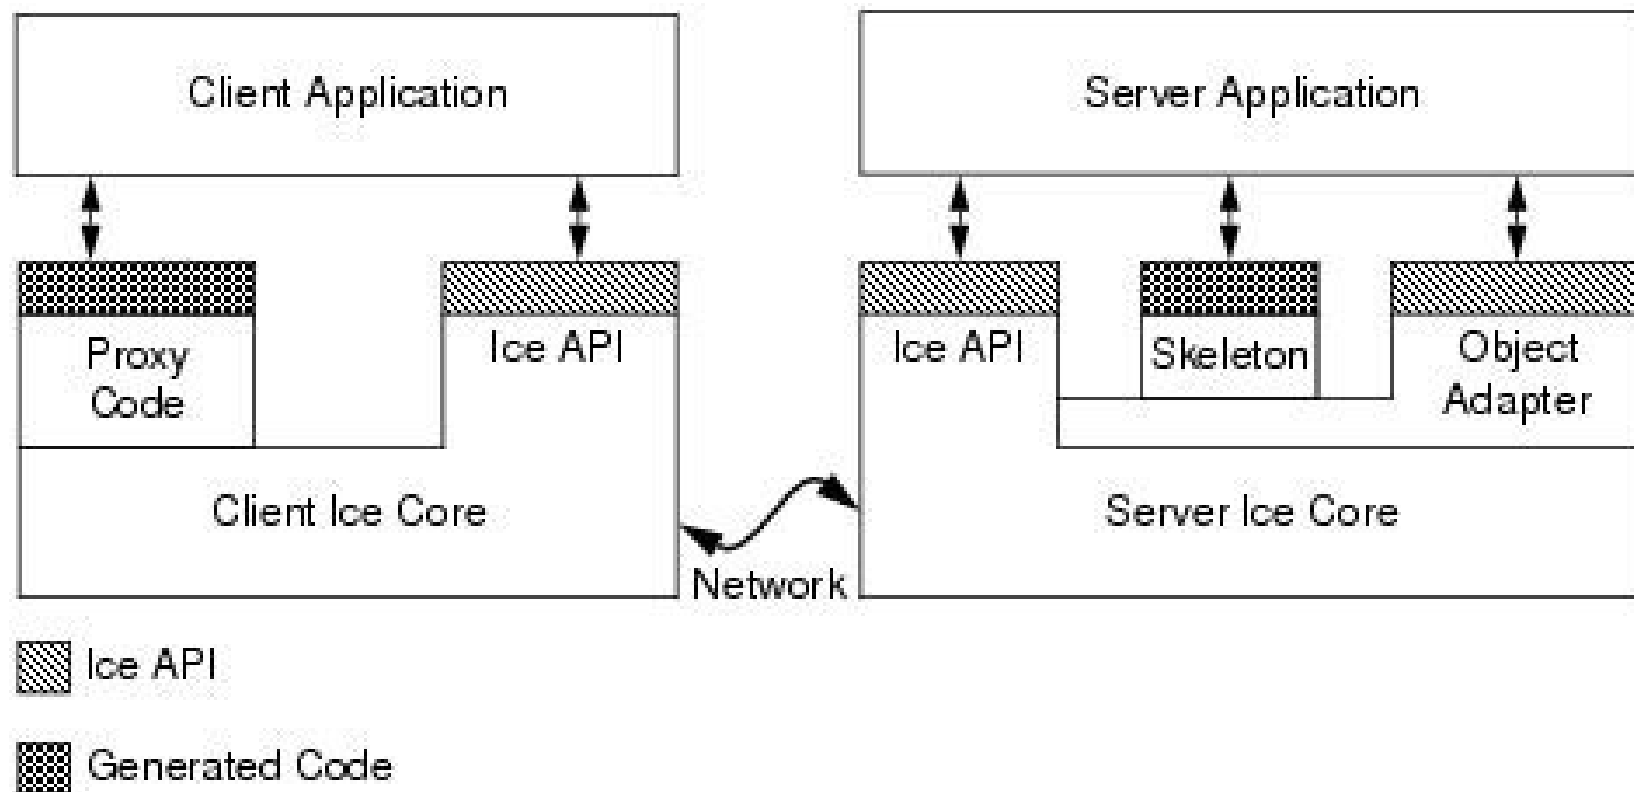 Client Application
Server Application
Proxy
Code
Ice API
Ice API
Skeleton
Object
Adapter
Client Ice Core
Server Ice Core
Network
Ice API
Generated Code